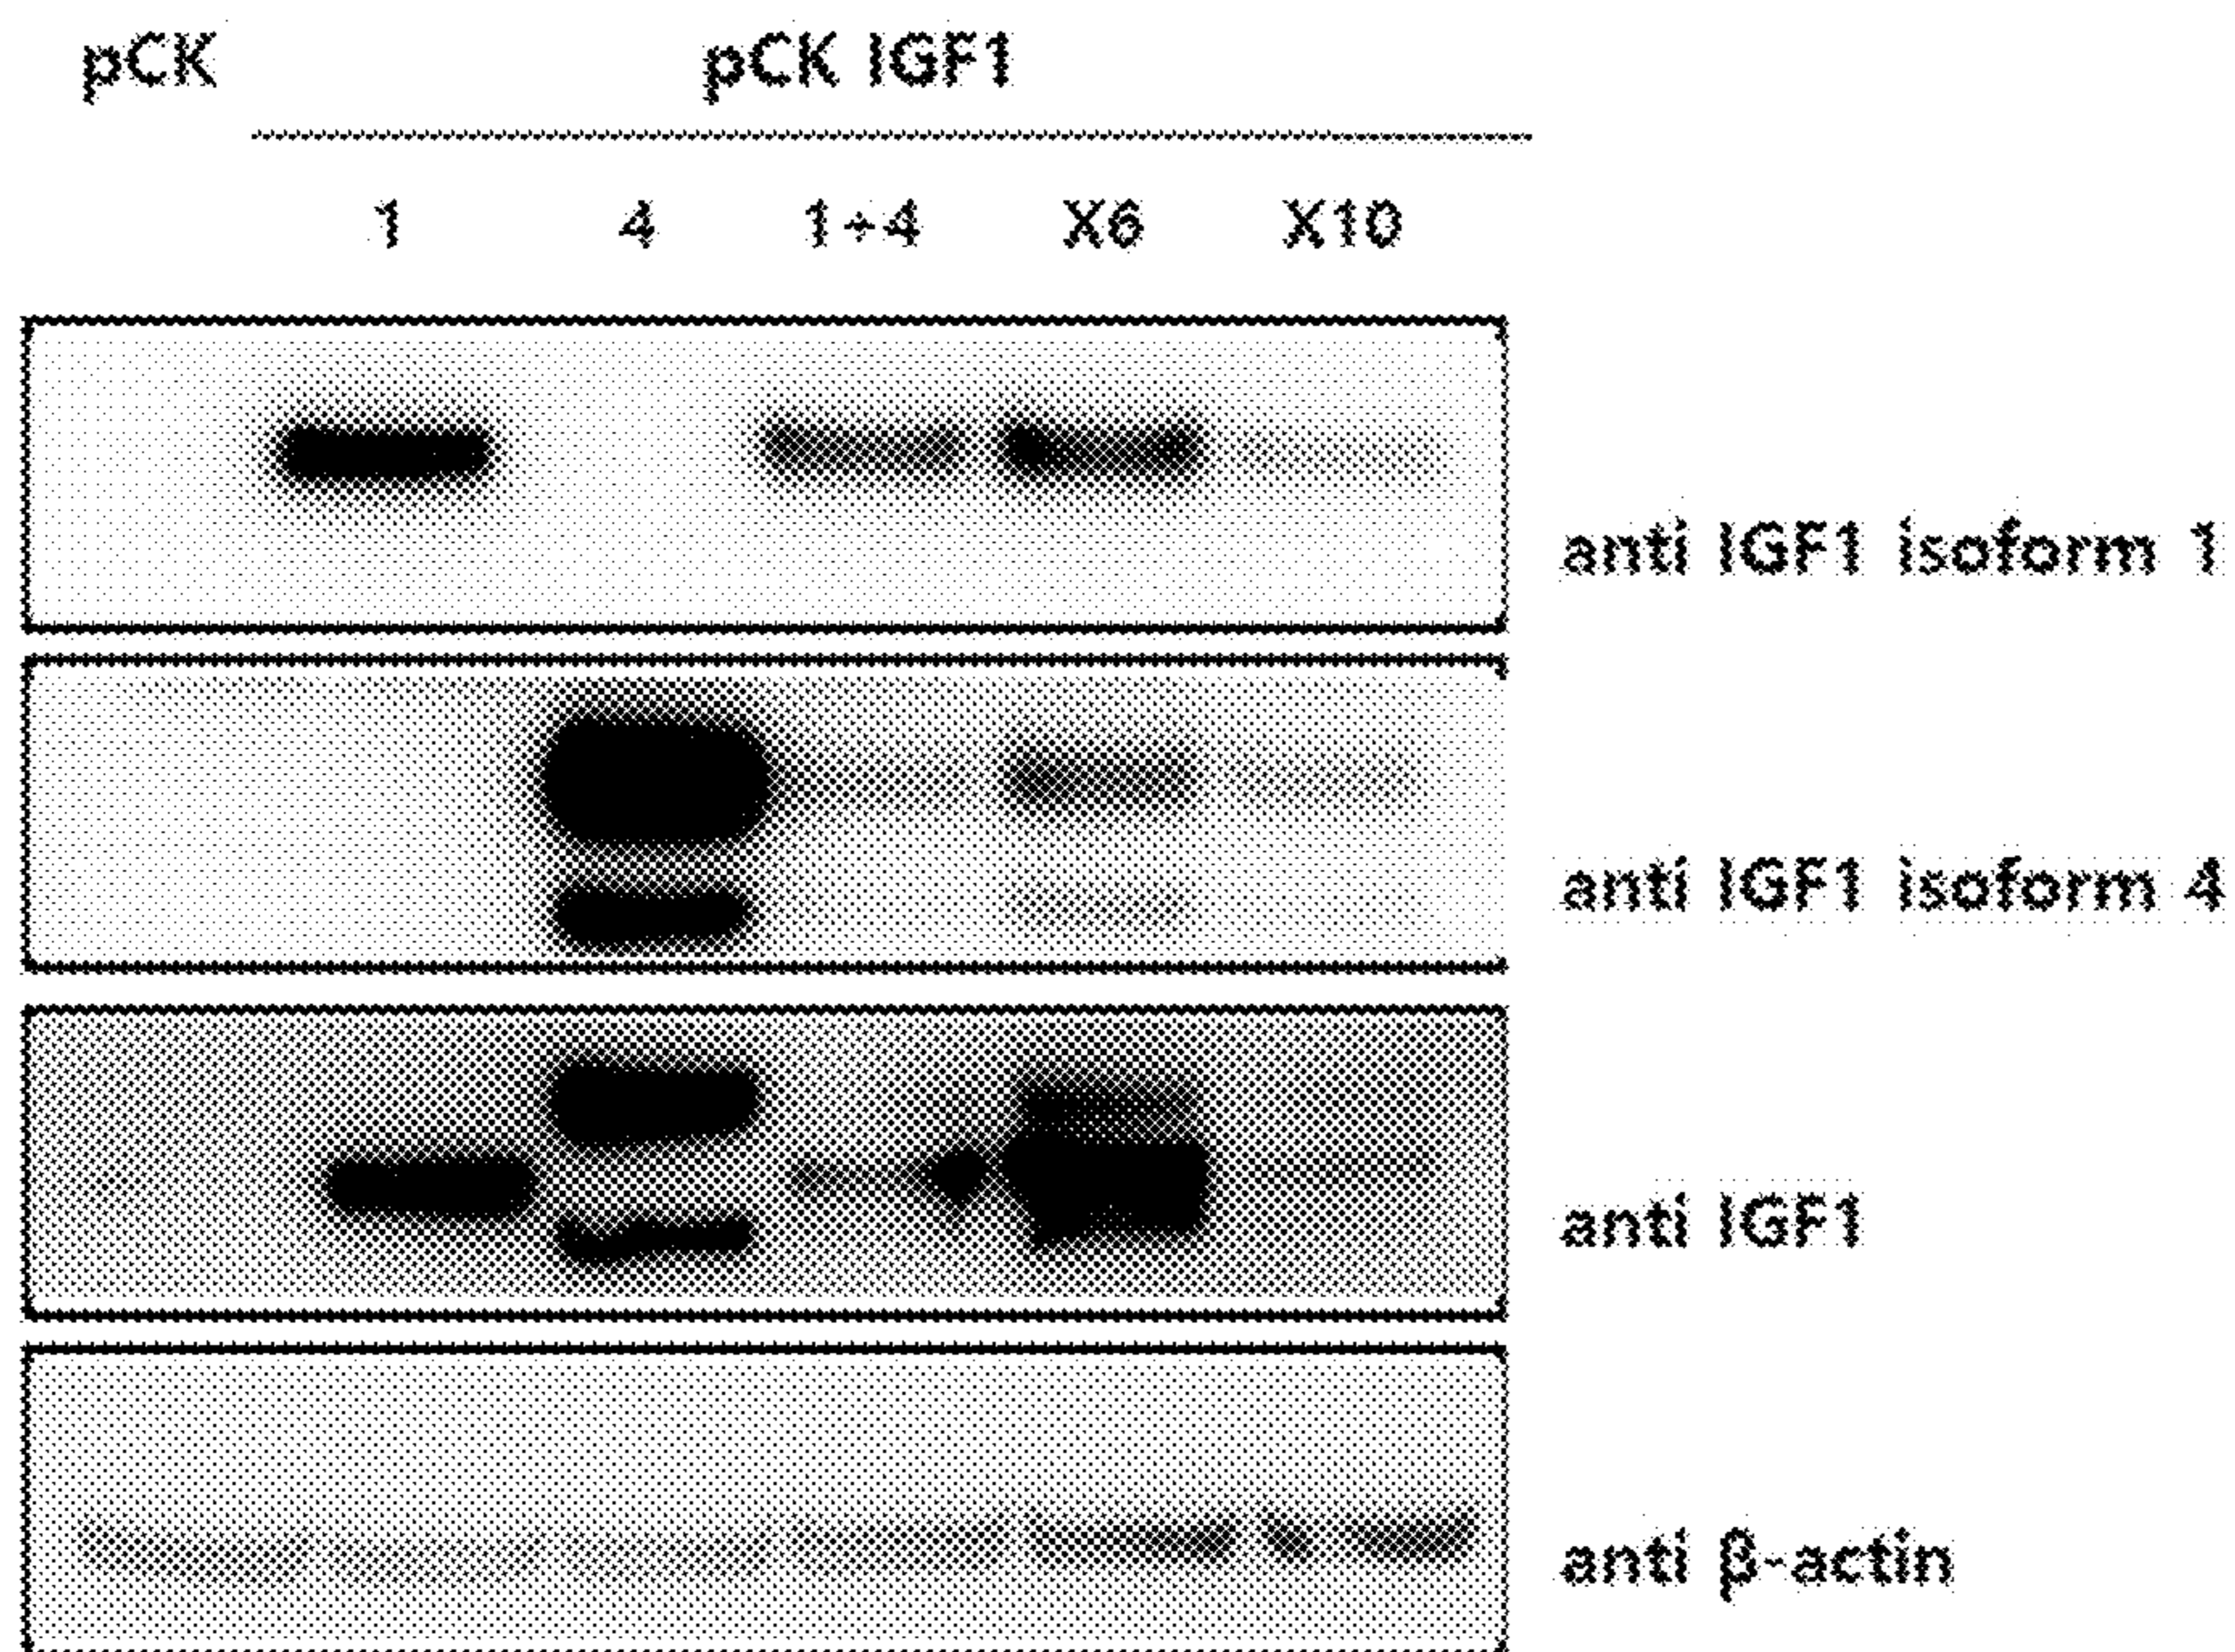 pCK pCK IGF1
1 4 1+4 X6 X10
anti IGF1 isoform 1
anti IGF1 isoform 4
anti IGF1
anti β-actin